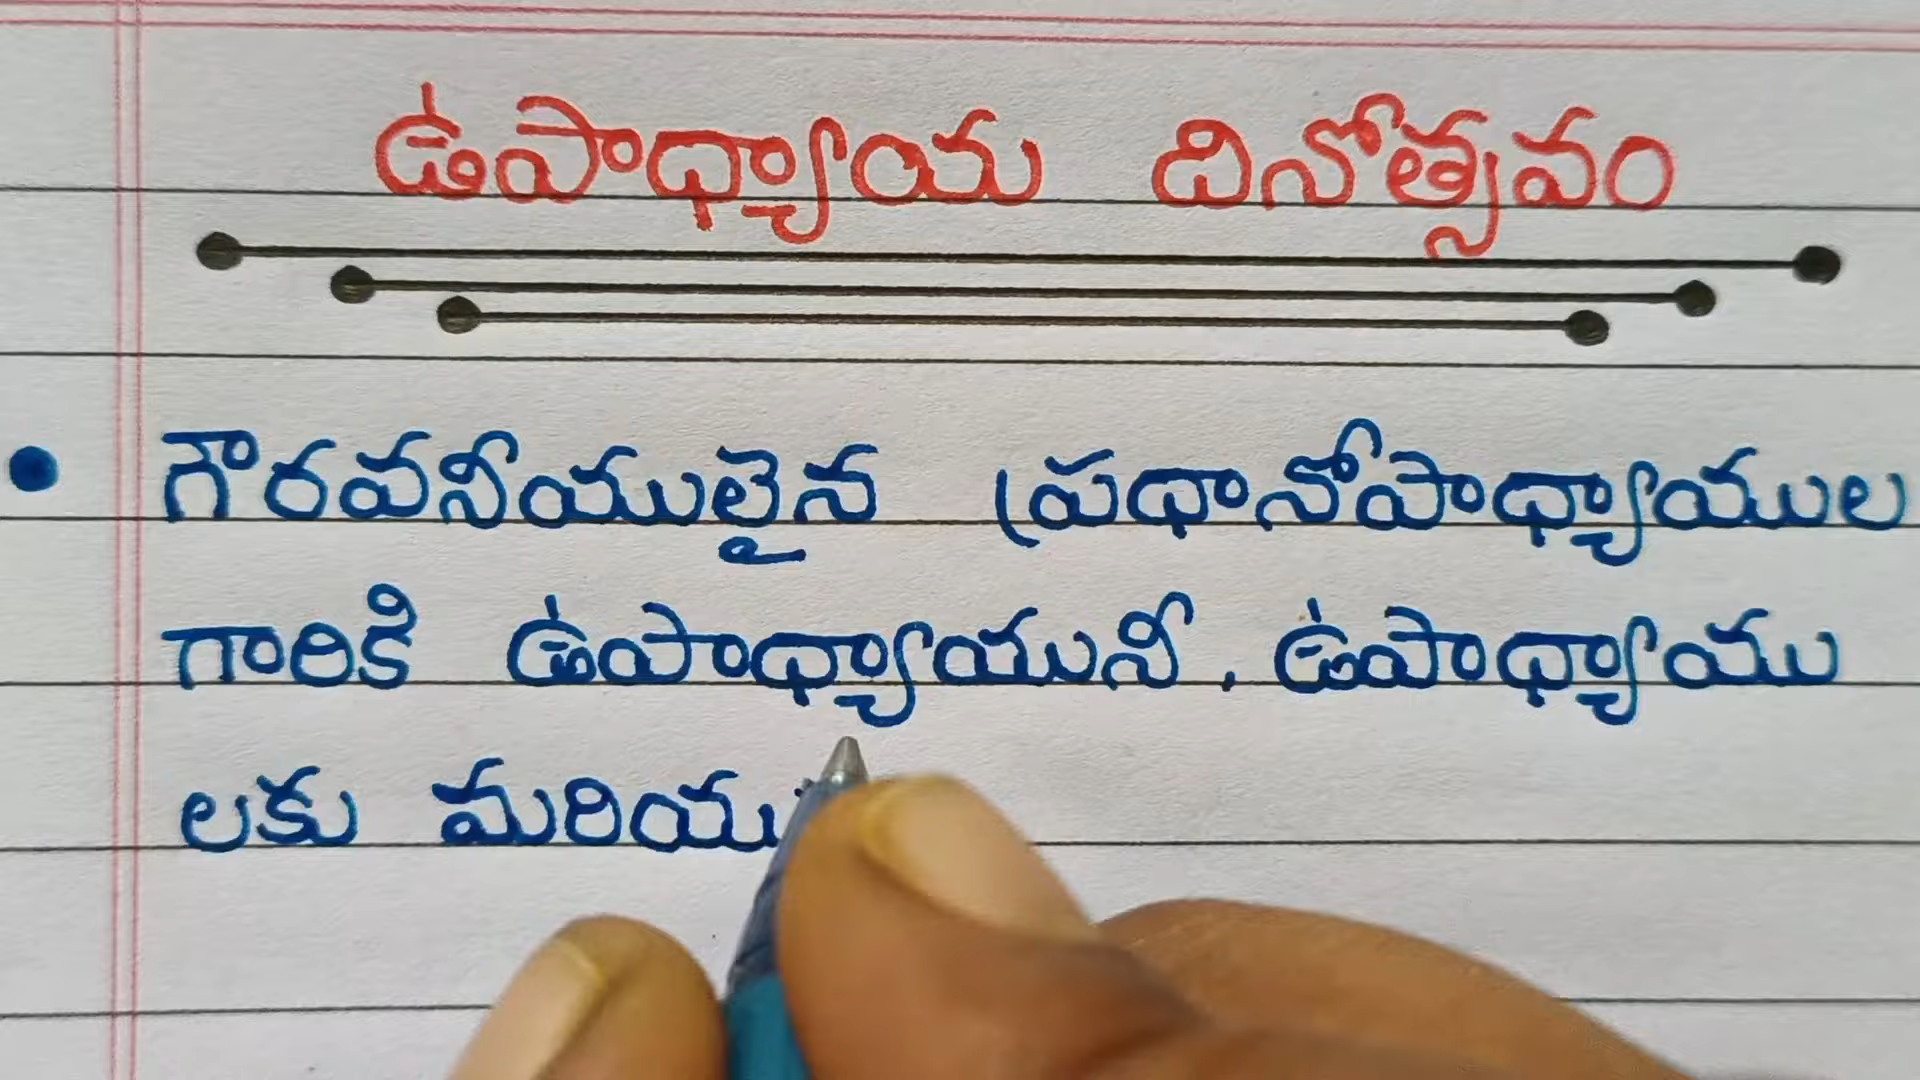 ఉపాధ్యాయ దినోత్సవం
• గౌరవనీయులైన ప్రధానోపాధ్యాయుల
గారికి ఉపాధ్యాయునీ, ఉపాధ్యాయు
లకు మరియు